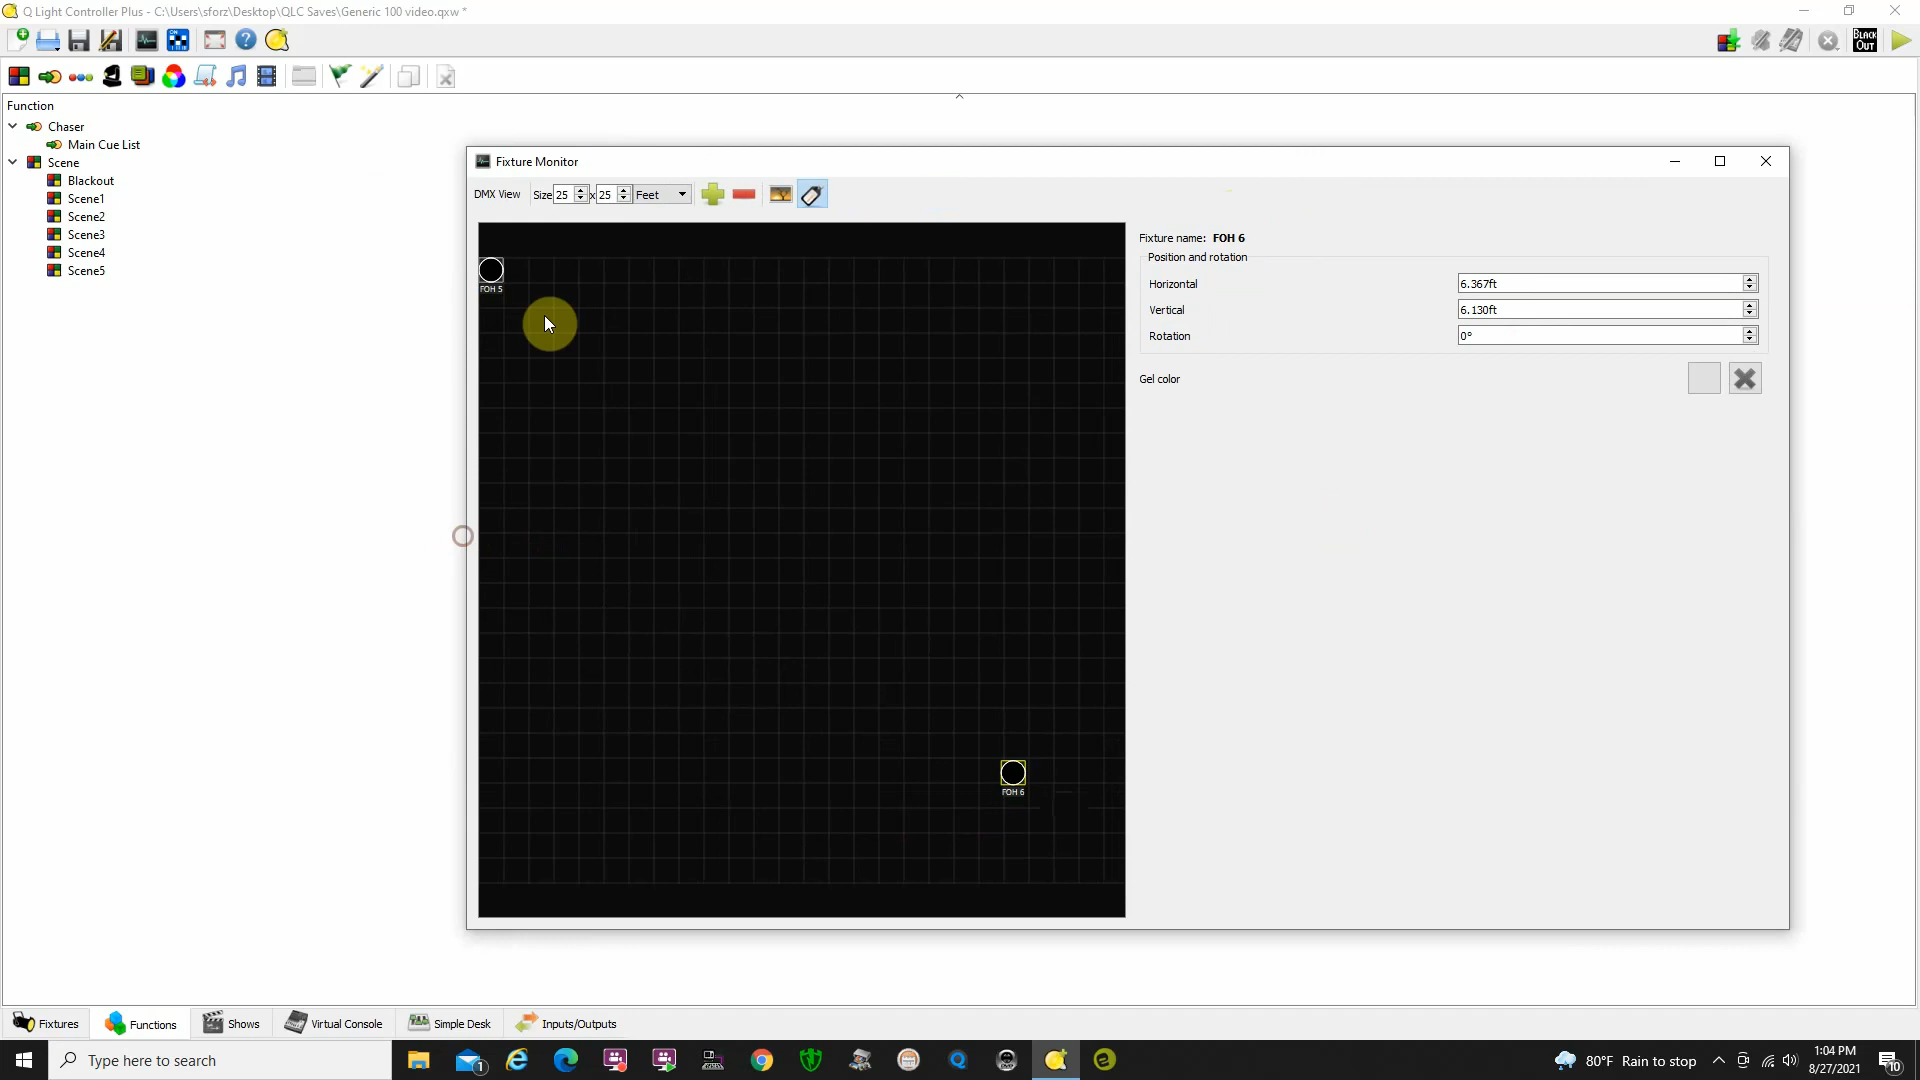 Q Light Controller Plus - C:\Users\sforz\Desktop\QLC Saves\Generic 100 video.qxw *
BLACK OUT
Function
Chaser
Main Cue List
Scene
Blackout
Scene1
Scene2
Scene3
Scene4
Scene5
Fixture Monitor
DMX View Size 25 x 25 Feet
FOH 5
FOH 6
Fixture name: FOH 6
Position and rotation
Horizontal 6.367ft
Vertical 6.130ft
Rotation 0°
Gel color
Fixtures Functions Shows Virtual Console Simple Desk Inputs/Outputs
Type here to search
1
80°F Rain to stop
1:04 PM
8/27/2021
10